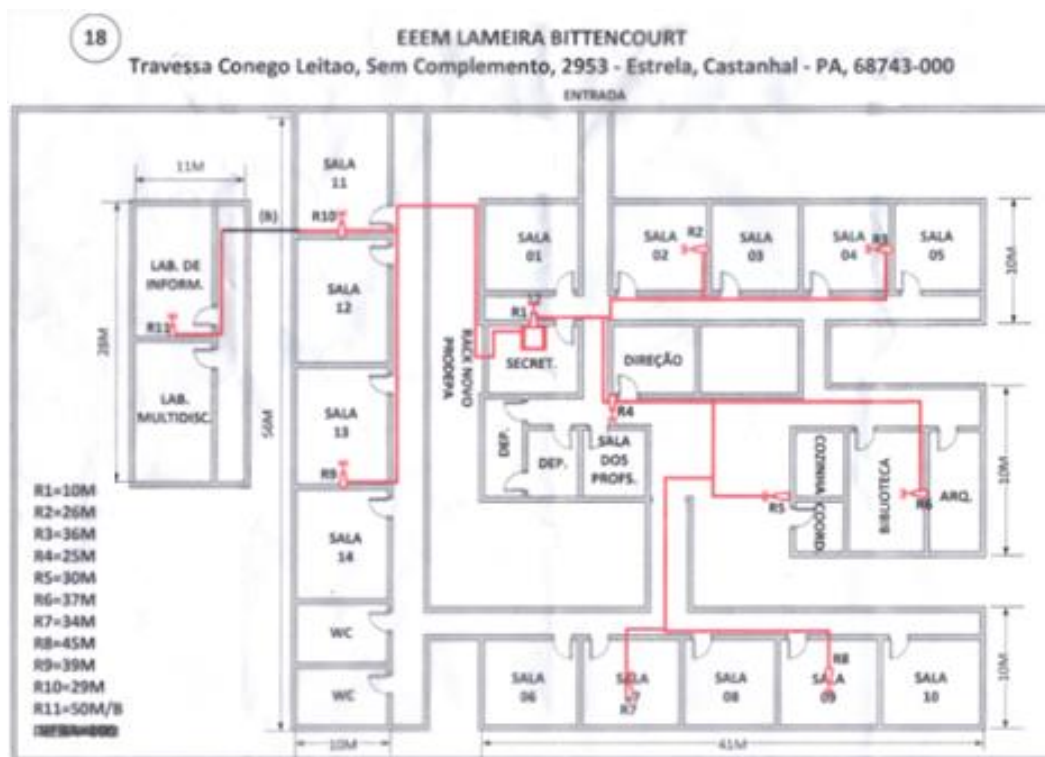 18
EEEM LAMEIRA BITTENCOURT
Travessa Conego Leitao, Sem Complemento, 2953 - Estrela, Castanhal - PA, 68743-000
ENTRADA
11M
(B)
SALA 11
R10
LAB. DE INFORM.
R11
LAB. MULTIDISC.
28M
56M
SALA 12
SALA 13
R9
SALA 14
WC
WC
10M
RACK NOVO PRODEPA
SALA 01
R1
SECRET.
SALA 02
R2
SALA 03
SALA 04
R3
SALA 05
10M
DIREÇÃO
R4
DEP.
DEP.
SALA DOS PROFS.
R5
COZINHA
COORD
BIBLIOTECA
R6
ARQ.
10M
SALA 06
SALA
R7
SALA 08
R8
SALA 09
SALA 10
10M
41M
R1=10M
R2=26M
R3=36M
R4=25M
R5=30M
R6=37M
R7=34M
R8=45M
R9=39M
R10=29M
R11=50M/B